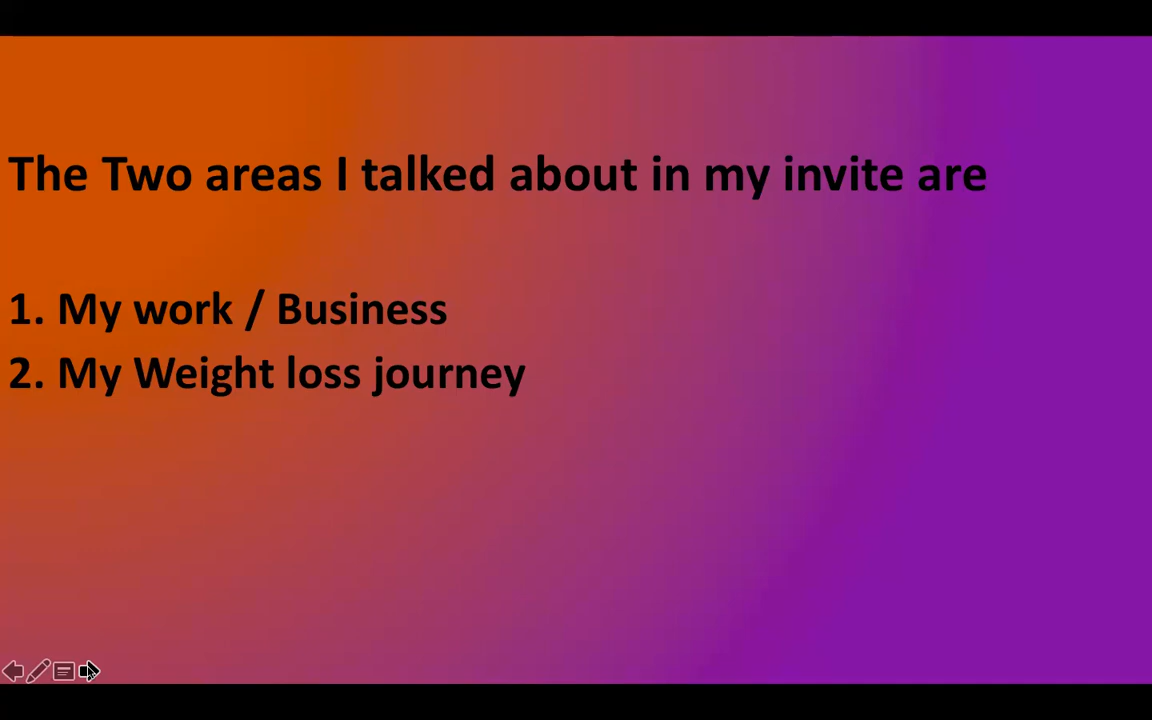 The Two areas I talked about in my invite are
1. My work / Business
2. My Weight loss journey